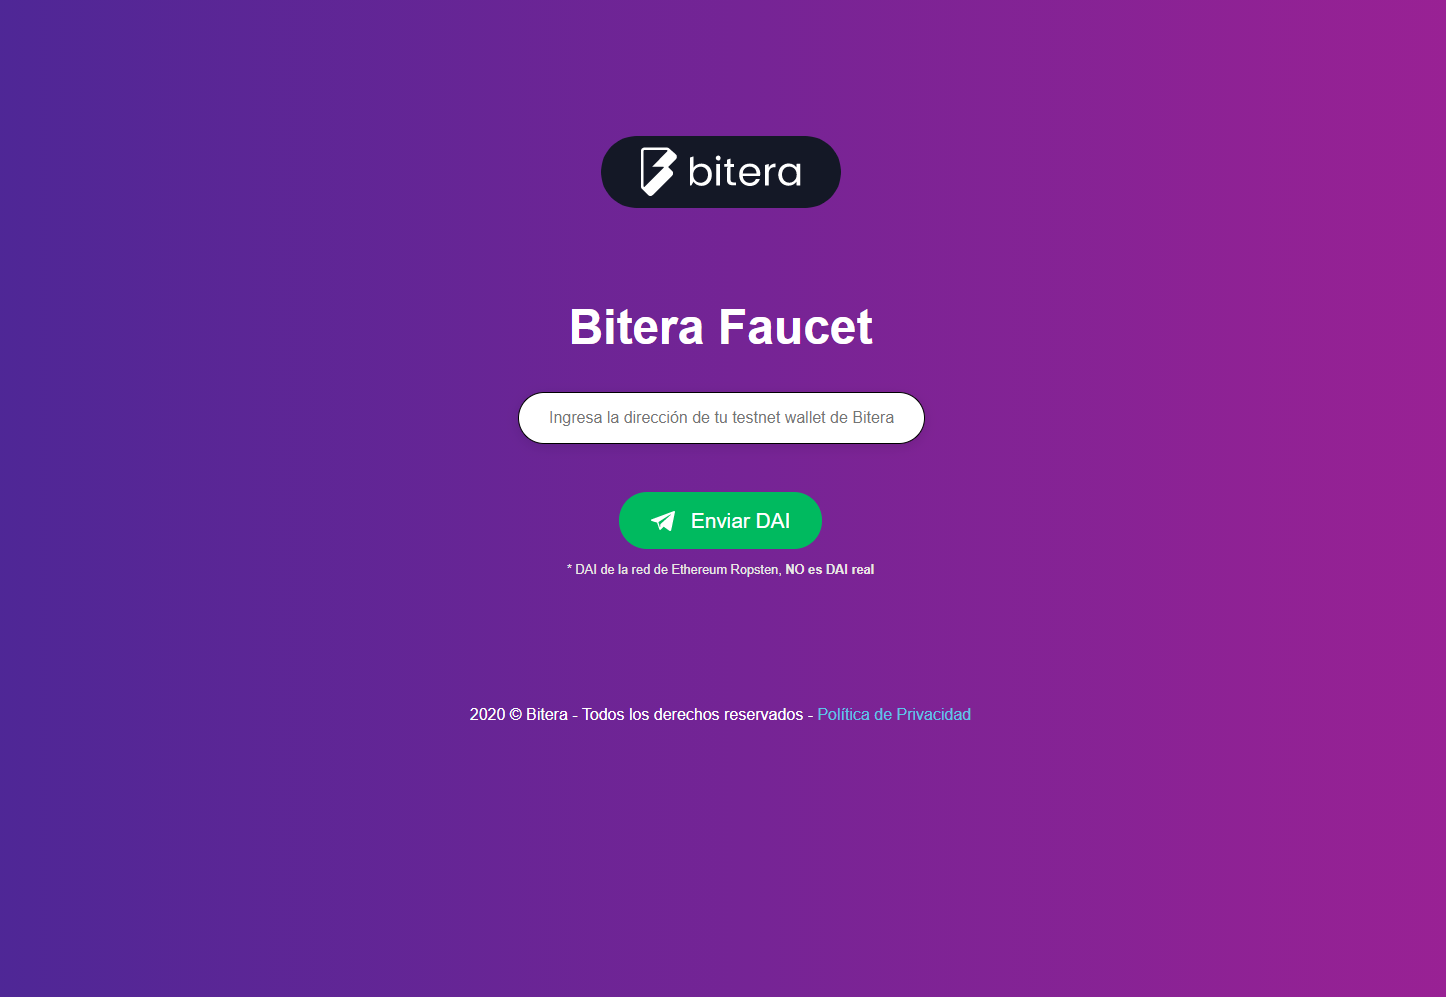 bitera
Bitera Faucet
Ingresa la dirección de tu testnet wallet de Bitera
Enviar DAI
* DAI de la red de Ethereum Ropsten, NO es DAI real
2020 © Bitera - Todos los derechos reservados - Política de Privacidad